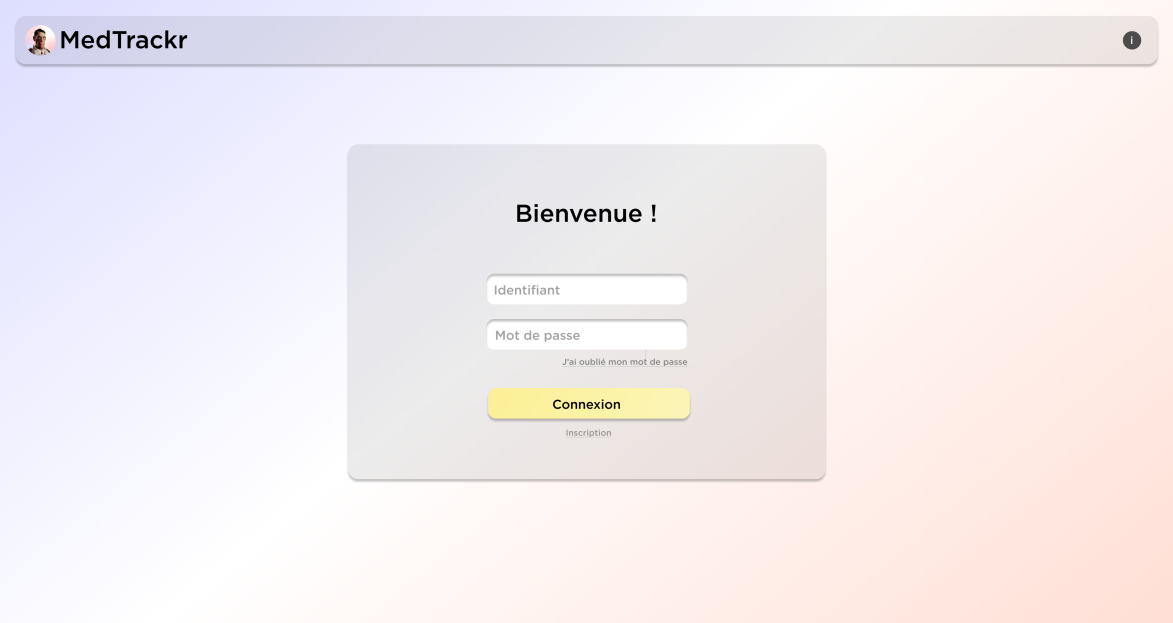 MedTrackr
i
Bienvenue !
Identifiant
Mot de passe
J'ai oublié mon mot de passe
Connexion
Inscription